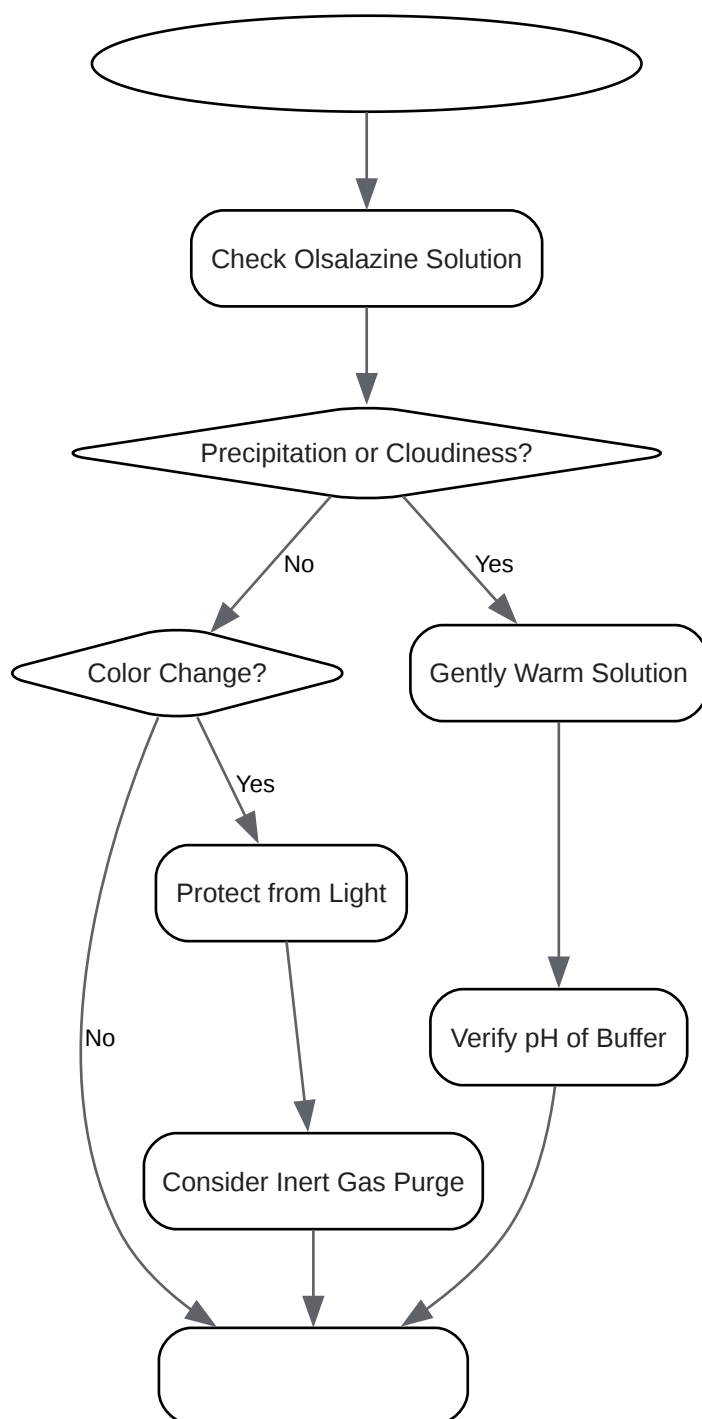 Check Olsalazine Solution
Precipitation or Cloudiness?
No
Yes
Color Change?
Gently Warm Solution
Yes
Protect from Light
No
Verify pH of Buffer
Consider Inert Gas Purge